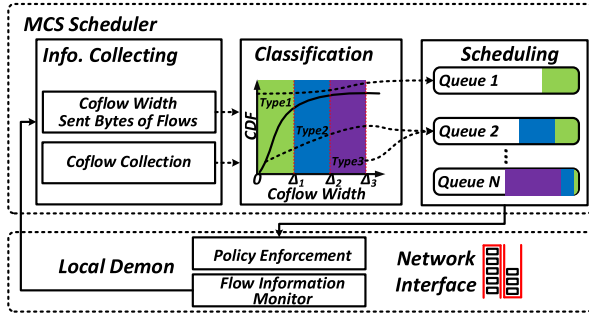 MCS Scheduler
Info. Collecting
Coflow Width
Sent Bytes of Flows
Coflow Collection
Classification
CDF
Type1
Type2
Type3
0 Δ1 Δ2 Δ3
Coflow Width
Scheduling
Queue 1
Queue 2
Queue N
Local Demon
Policy Enforcement
Flow Information
Monitor
Network
Interface